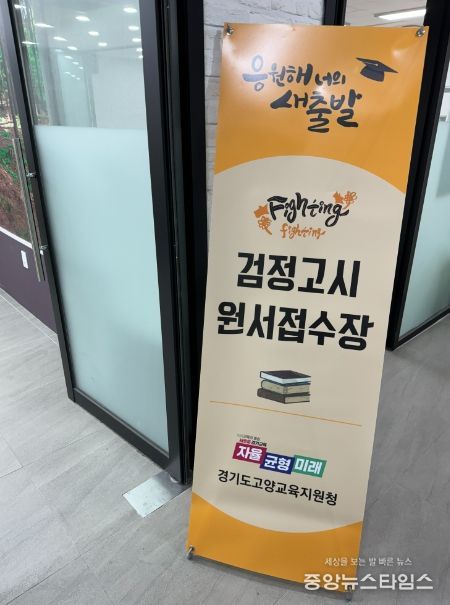 응원해 너의
새출발
Fighting
fighting
검정고시
원서접수장
자율 균형 미래
경기도고양교육지원청
세상을 보는 발 빠른 뉴스
중앙뉴스타임스